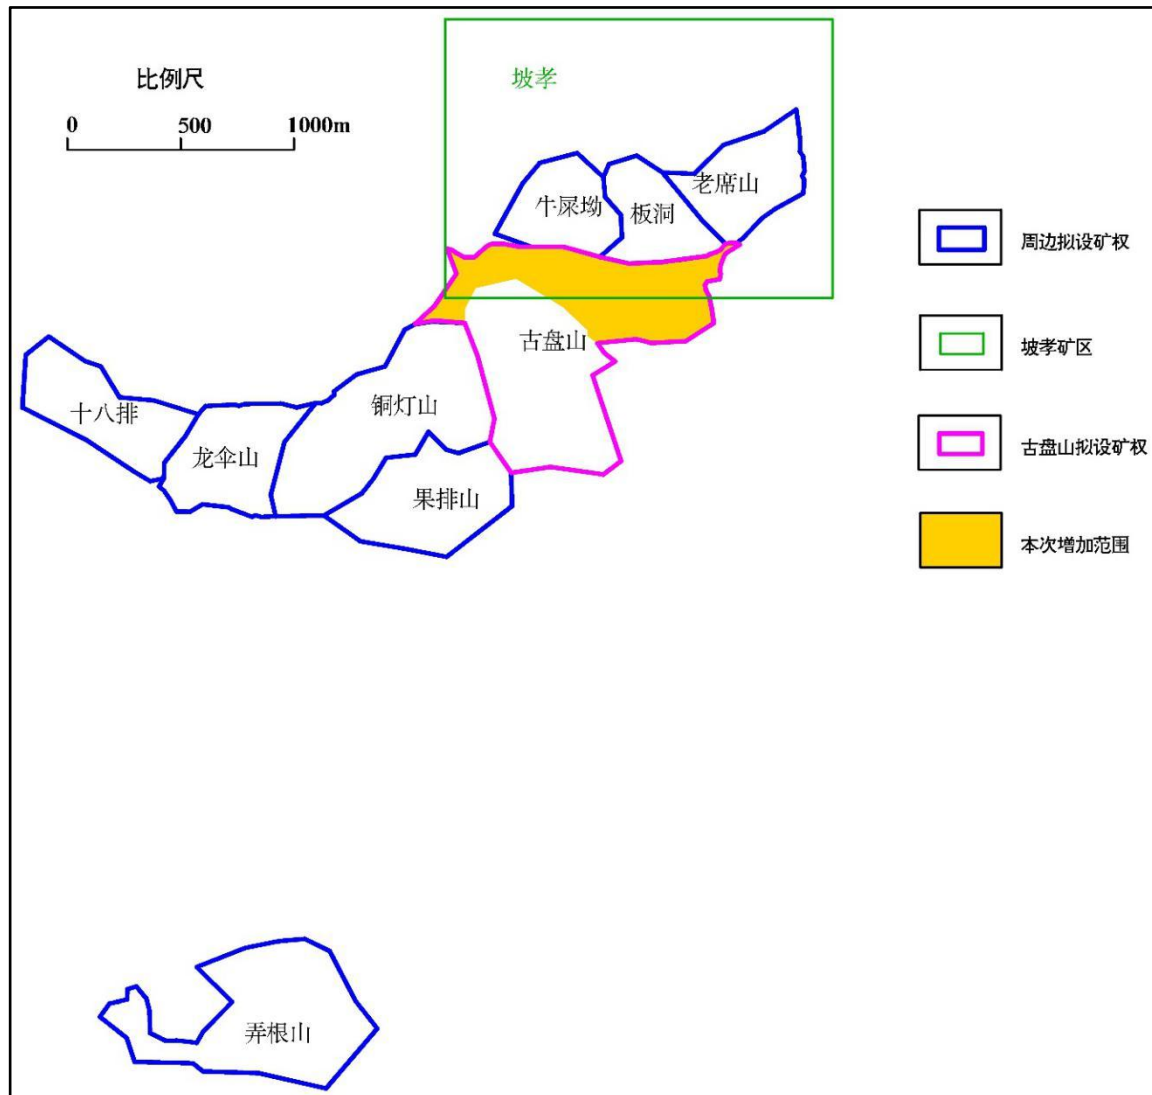 比例尺
0 500 1000m
坡孝
牛屎坳
板洞
老席山
古盘山
十八排
龙伞山
铜灯山
果排山
弄根山
周边拟设矿权
坡孝矿区
古盘山拟设矿权
本次增加范围